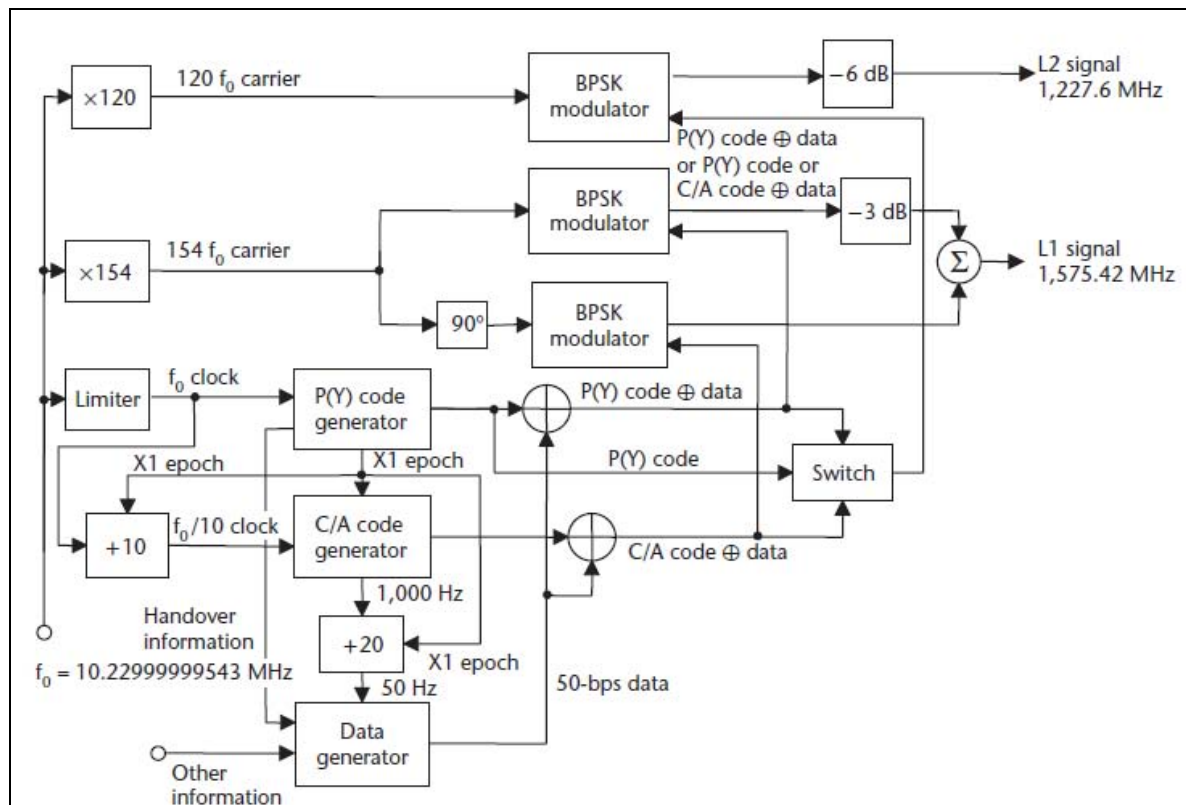 ×120
120 f₀ carrier
BPSK
modulator
−6 dB
L2 signal
1,227.6 MHz
P(Y) code ⊕ data
or P(Y) code or
C/A code ⊕ data
×154
154 f₀ carrier
BPSK
modulator
−3 dB
Σ
L1 signal
1,575.42 MHz
90º
BPSK
modulator
Limiter
f₀ clock
P(Y) code
generator
P(Y) code ⊕ data
X1 epoch
X1 epoch
P(Y) code
Switch
+10
f₀/10 clock
C/A code
generator
C/A code ⊕ data
1,000 Hz
Handover
information
+20
X1 epoch
f₀ = 10.22999999543 MHz
50 Hz
50-bps data
Data
generator
Other
information